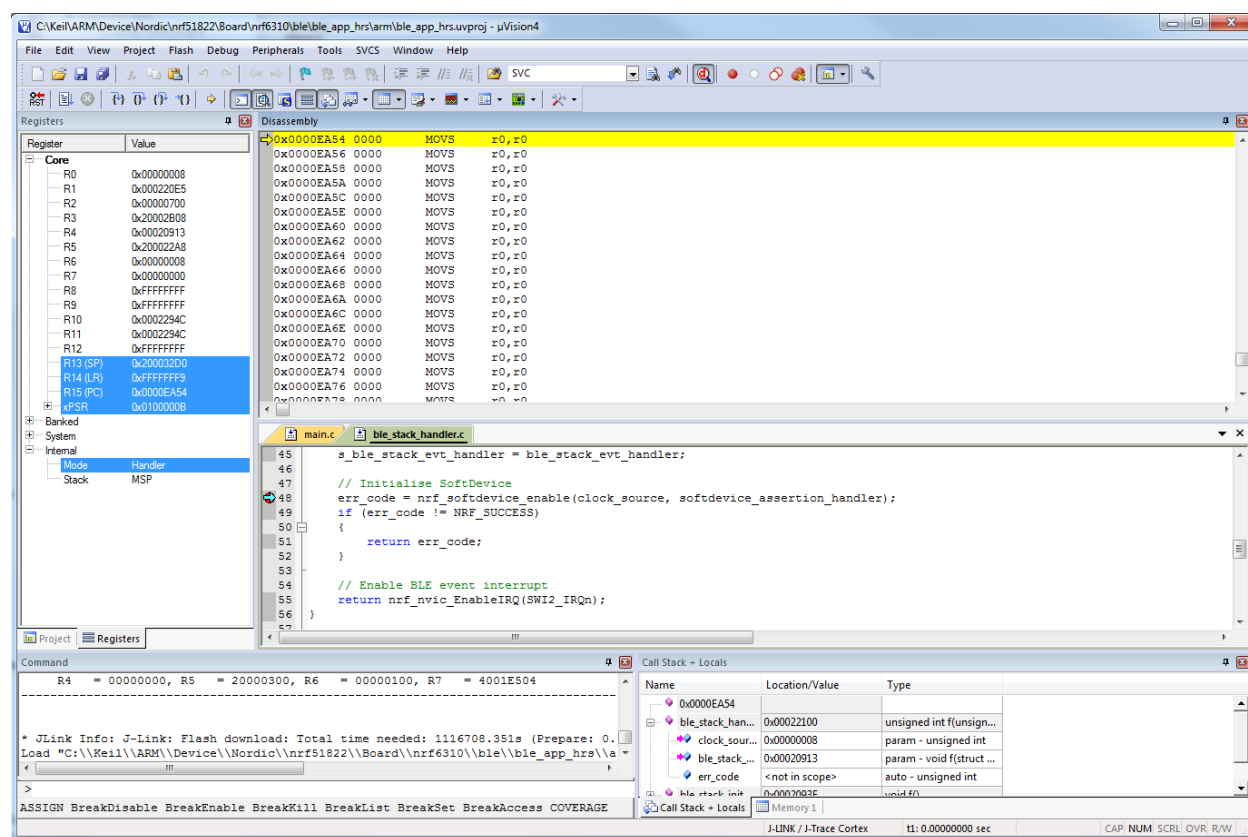 C:\Keil\ARM\Device\Nordic\nrf51822\Board\nrf6310\ble\ble_app_hrs\arm\ble_app_hrs.uvproj - µVision4
File Edit View Project Flash Debug Peripherals Tools SVCS Window Help
SVC
RST
Registers
Register Value
Core
R0 0x00000008
R1 0x000220E5
R2 0x00000700
R3 0x20002B08
R4 0x00020913
R5 0x200022A8
R6 0x00000008
R7 0x00000000
R8 0xFFFFFFFF
R9 0xFFFFFFFF
R10 0x0002294C
R11 0x0002294C
R12 0xFFFFFFFF
R13 (SP) 0x200032D0
R14 (LR) 0xFFFFFFF9
R15 (PC) 0x0000EA54
xPSR 0x0100000B
Banked
System
Internal
Mode Handler
Stack MSP
Project Registers
Disassembly
0x0000EA54 0000 MOVS r0,r0
0x0000EA56 0000 MOVS r0,r0
0x0000EA58 0000 MOVS r0,r0
0x0000EA5A 0000 MOVS r0,r0
0x0000EA5C 0000 MOVS r0,r0
0x0000EA5E 0000 MOVS r0,r0
0x0000EA60 0000 MOVS r0,r0
0x0000EA62 0000 MOVS r0,r0
0x0000EA64 0000 MOVS r0,r0
0x0000EA66 0000 MOVS r0,r0
0x0000EA68 0000 MOVS r0,r0
0x0000EA6A 0000 MOVS r0,r0
0x0000EA6C 0000 MOVS r0,r0
0x0000EA6E 0000 MOVS r0,r0
0x0000EA70 0000 MOVS r0,r0
0x0000EA72 0000 MOVS r0,r0
0x0000EA74 0000 MOVS r0,r0
0x0000EA76 0000 MOVS r0,r0
0x0000EA78 0000 MOVS r0,r0
main.c ble_stack_handler.c
45 s_ble_stack_evt_handler = ble_stack_evt_handler;
46
47 // Initialise SoftDevice
48 err_code = nrf_softdevice_enable(clock_source, softdevice_assertion_handler);
49 if (err_code != NRF_SUCCESS)
50 {
51 return err_code;
52 }
53
54 // Enable BLE event interrupt
55 return nrf_nvic_EnableIRQ(SWI2_IRQn);
56 }
57
Command
R4 = 00000000, R5 = 20000300, R6 = 00000100, R7 = 4001E504
* JLink Info: J-Link: Flash download: Total time needed: 1116708.351s (Prepare: 0.
Load "C:\\Keil\\ARM\\Device\\Nordic\\nrf51822\\Board\\nrf6310\\ble\\ble_app_hrs\\a
>
ASSIGN BreakDisable BreakEnable BreakKill BreakList BreakSet BreakAccess COVERAGE
Call Stack + Locals
Name Location/Value Type
0x0000EA54
ble_stack_han... 0x00022100 unsigned int f(unsign...
clock_sour... 0x00000008 param - unsigned int
ble_stack_... 0x00020913 param - void f(struct ...
err_code <not in scope> auto - unsigned int
ble_stack_init 0x0002093E void f()
Call Stack + Locals Memory 1
J-LINK / J-Trace Cortex t1: 0.00000000 sec CAP NUM SCRL OVR R/W